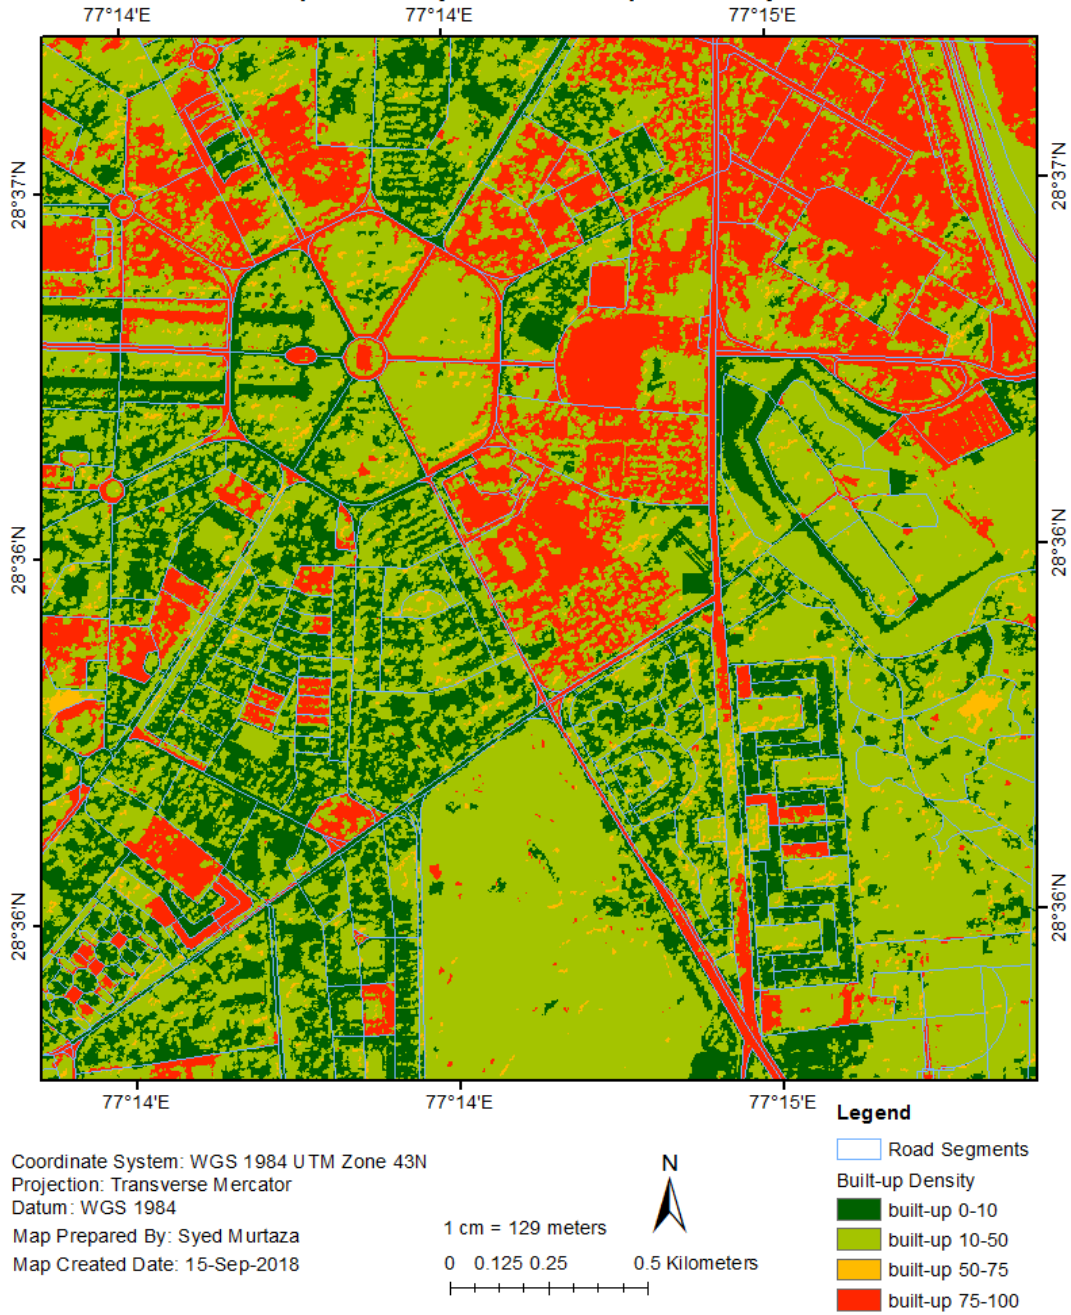 77°14'E 77°14'E 77°15'E
28°37'N 28°37'N
28°36'N 28°36'N
28°36'N 28°36'N
77°14'E 77°14'E 77°15'E
Legend
Road Segments
Built-up Density
built-up 0-10
built-up 10-50
built-up 50-75
built-up 75-100
Coordinate System: WGS 1984 UTM Zone 43N
Projection: Transverse Mercator
Datum: WGS 1984
Map Prepared By: Syed Murtaza
Map Created Date: 15-Sep-2018
N
1 cm = 129 meters
0 0.125 0.25 0.5 Kilometers